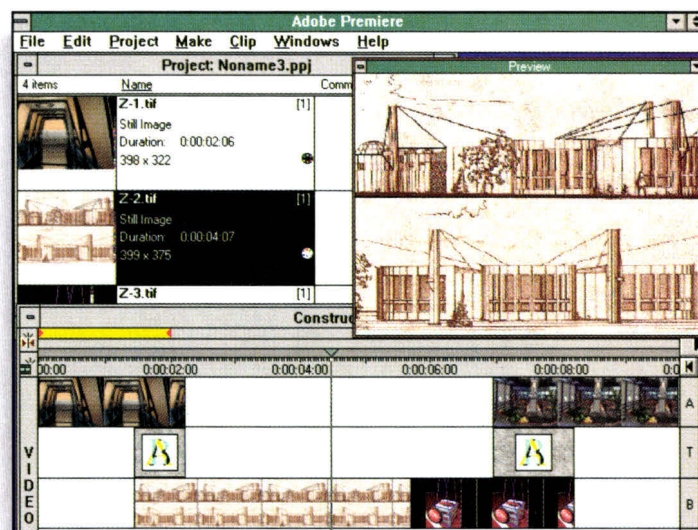 Adobe Premiere
File Edit Project Make Clip Windows Help
Project: Noname3.ppj
Preview
4 items Name Comm
Z-1.tif [1]
Still Image
Duration: 0:00:02:06
398 x 322
Z-2.tif [1]
Still Image
Duration: 0:00:04:07
399 x 375
Z-3.tif [1]
Construc
00:00 0:00:02:00 0:00:04:00 0:00:06:00 0:00:08:00 0:0
A
A A T
VIDEO
B